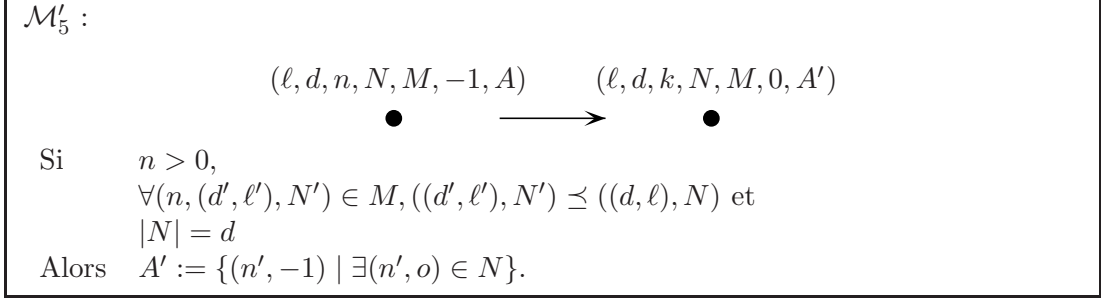 𝓜′₅ :
(ℓ, d, n, N, M, −1, A) (ℓ, d, k, N, M, 0, A′)
Si n > 0,
∀(n, (d′, ℓ′), N′) ∈ M, ((d′, ℓ′), N′) ⪯ ((d, ℓ), N) et
|N| = d
Alors A′ := {(n′, −1) | ∃(n′, o) ∈ N}.